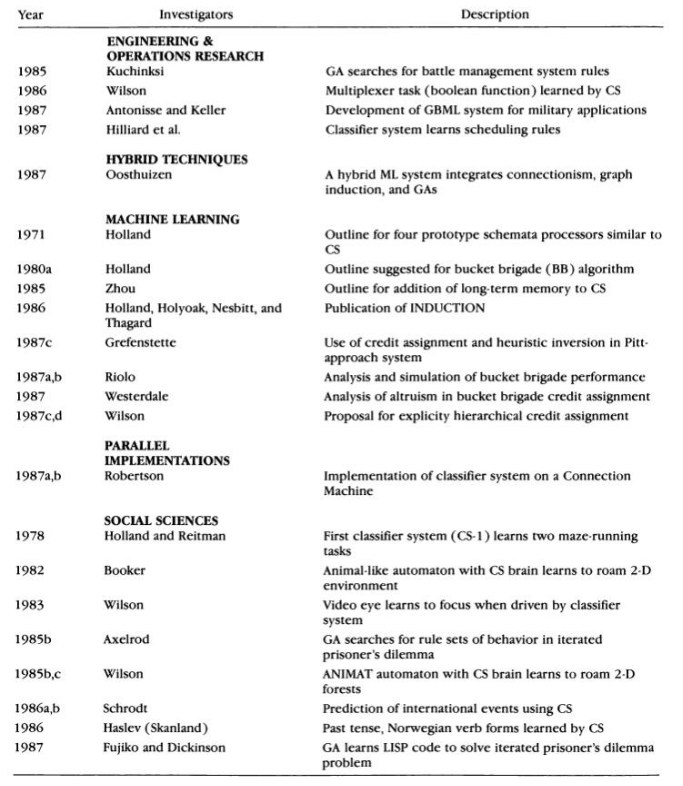 Year Investigators Description
ENGINEERING &
OPERATIONS RESEARCH
1985 Kuchinksi GA searches for battle management system rules
1986 Wilson Multiplexer task (boolean function) learned by CS
1987 Antonisse and Keller Development of GBML system for military applications
1987 Hilliard et al. Classifier system learns scheduling rules
HYBRID TECHNIQUES
1987 Oosthuizen A hybrid ML system integrates connectionism, graph
induction, and GAs
MACHINE LEARNING
1971 Holland Outline for four prototype schemata processors similar to
CS
1980a Holland Outline suggested for bucket brigade (BB) algorithm
1985 Zhou Outline for addition of long-term memory to CS
1986 Holland, Holyoak, Nesbitt, and Publication of INDUCTION
Thagard
1987c Grefenstette Use of credit assignment and heuristic inversion in Pitt-
approach system
1987a,b Riolo Analysis and simulation of bucket brigade performance
1987 Westerdale Analysis of altruism in bucket brigade credit assignment
1987c,d Wilson Proposal for explicity hierarchical credit assignment
PARALLEL
IMPLEMENTATIONS
1987a,b Robertson Implementation of classifier system on a Connection
Machine
SOCIAL SCIENCES
1978 Holland and Reitman First classifier system (CS-1) learns two maze-running
tasks
1982 Booker Animal-like automaton with CS brain learns to roam 2-D
environment
1983 Wilson Video eye learns to focus when driven by classifier
system
1985b Axelrod GA searches for rule sets of behavior in iterated
prisoner's dilemma
1985b,c Wilson ANIMAT automaton with CS brain learns to roam 2-D
forests
1986a,b Schrodt Prediction of international events using CS
1986 Haslev (Skanland) Past tense, Norwegian verb forms learned by CS
1987 Fujiko and Dickinson GA learns LISP code to solve iterated prisoner's dilemma
problem